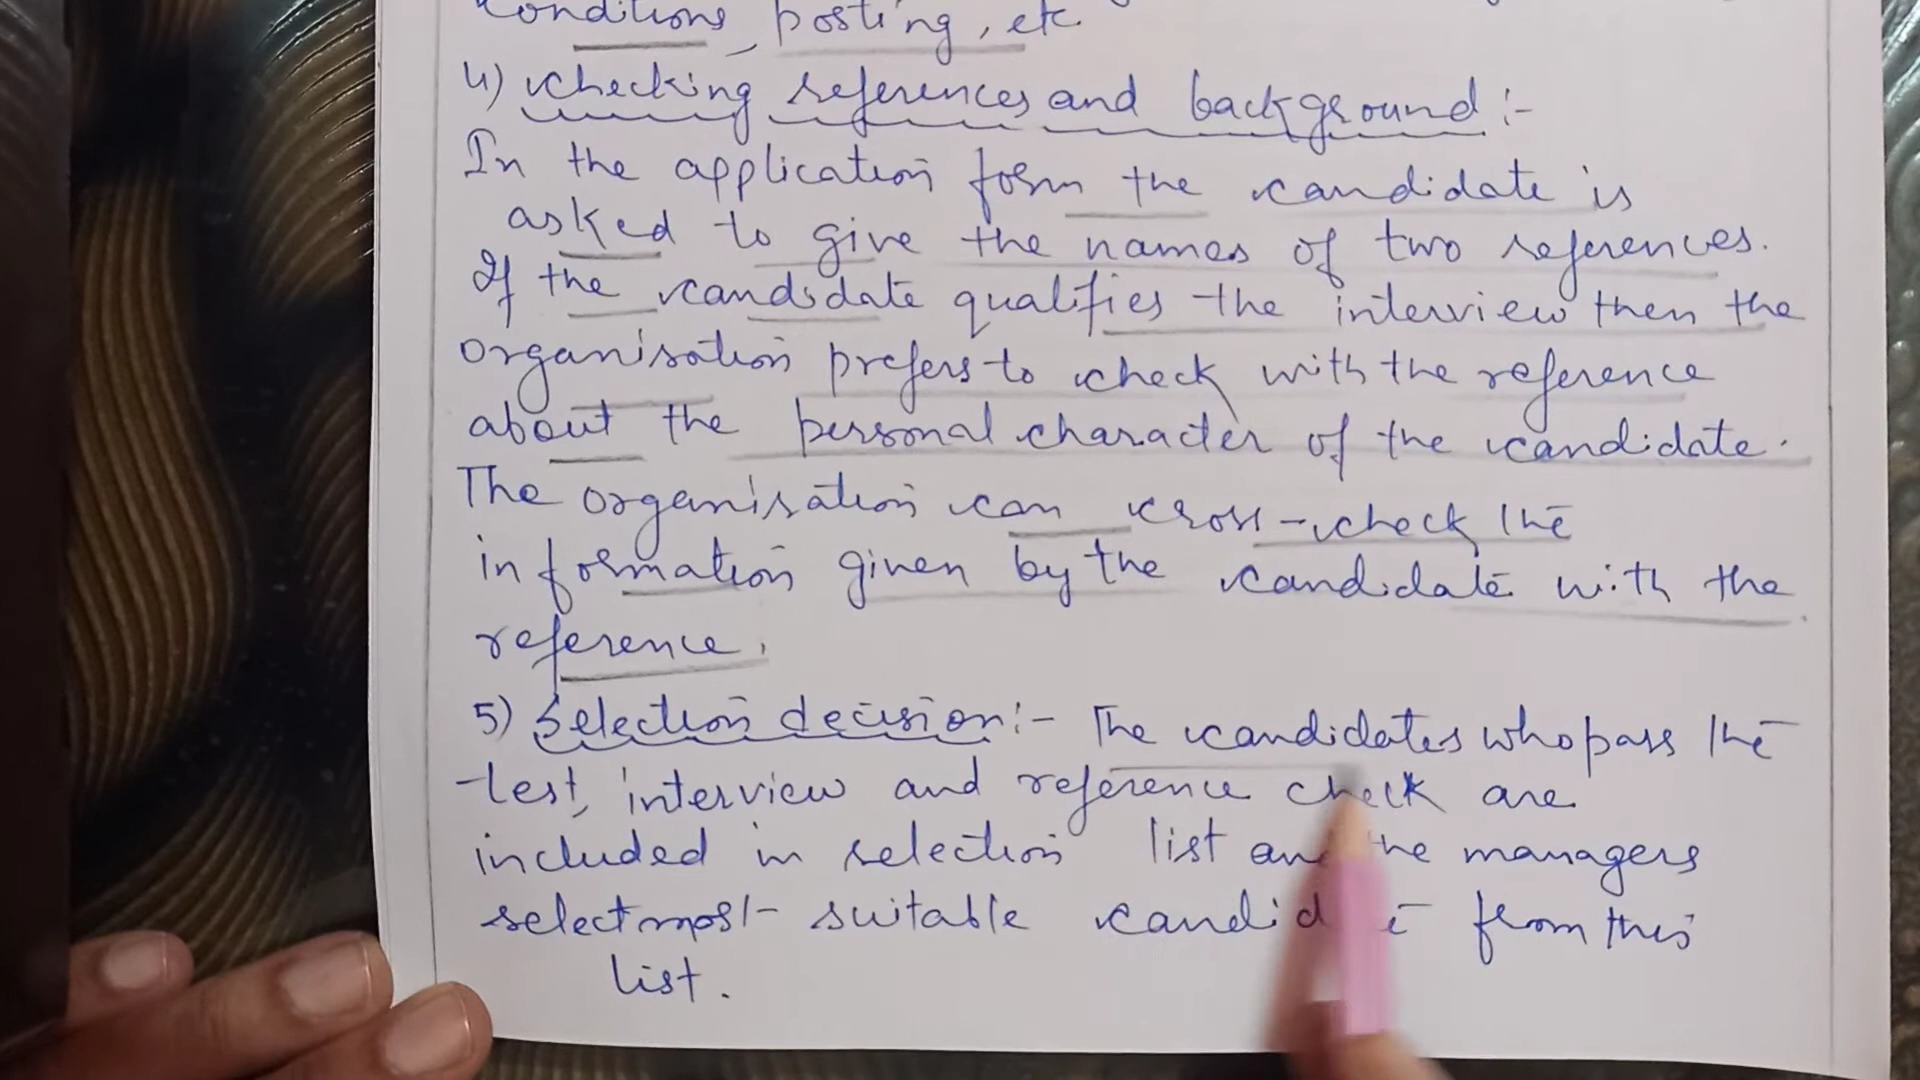 conditions, posting, etc
4) Checking references and background :-
In the application form the candidate is
asked to give the names of two references.
If the candidate qualifies the interview then the
organisation prefers to check with the reference
about the personal character of the candidate.
The organisation can cross-check the
information given by the candidate with the
reference.
5) Selection decision :- The candidates who pass the
test, interview and reference check are
included in selection list and the managers
select most suitable candidate from this
list.